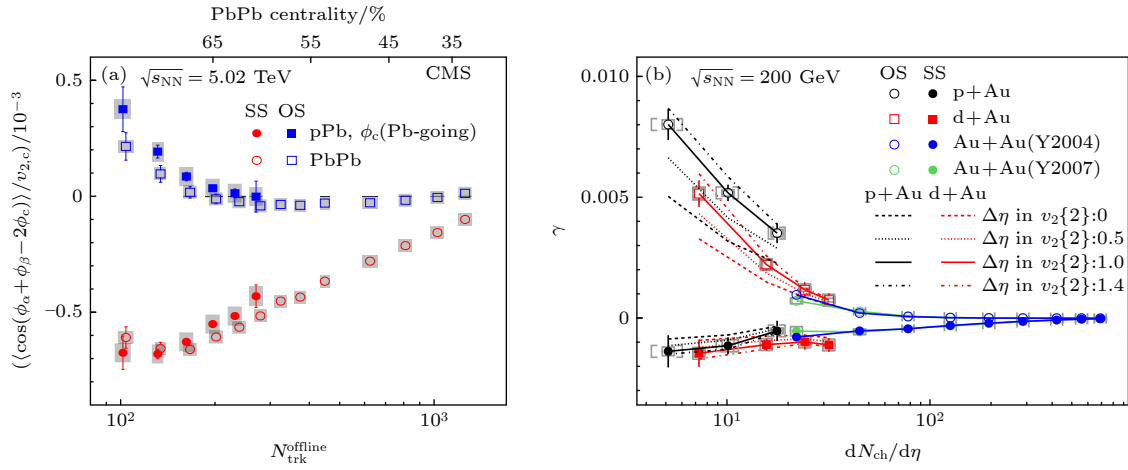 PbPb centrality/%
65 55 45 35
(a) √sNN = 5.02 TeV CMS
SS OS
pPb, ϕc(Pb-going)
PbPb
0.5
0
−0.5
⟨⟨cos(ϕα+ϕβ−2ϕc)⟩/v2,c⟩/10−3
10² 10³
Ntrk^offline
(b) √sNN = 200 GeV
OS SS
p+Au
d+Au
Au+Au(Y2004)
Au+Au(Y2007)
p+Au d+Au
Δη in v2{2}:0
Δη in v2{2}:0.5
Δη in v2{2}:1.0
Δη in v2{2}:1.4
0.010
0.005
0
γ
10¹ 10²
dNch/dη